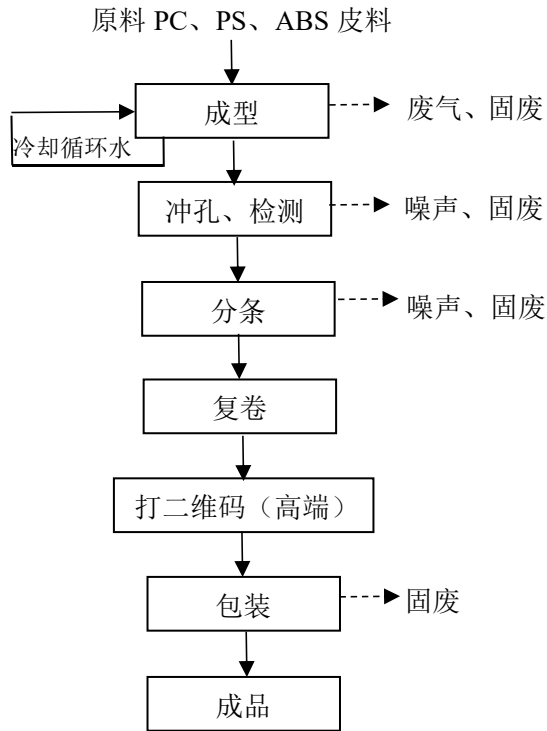 原料 PC、PS、ABS 皮料
成型
废气、固废
冷却循环水
冲孔、检测
噪声、固废
分条
噪声、固废
复卷
打二维码（高端）
包装
固废
成品